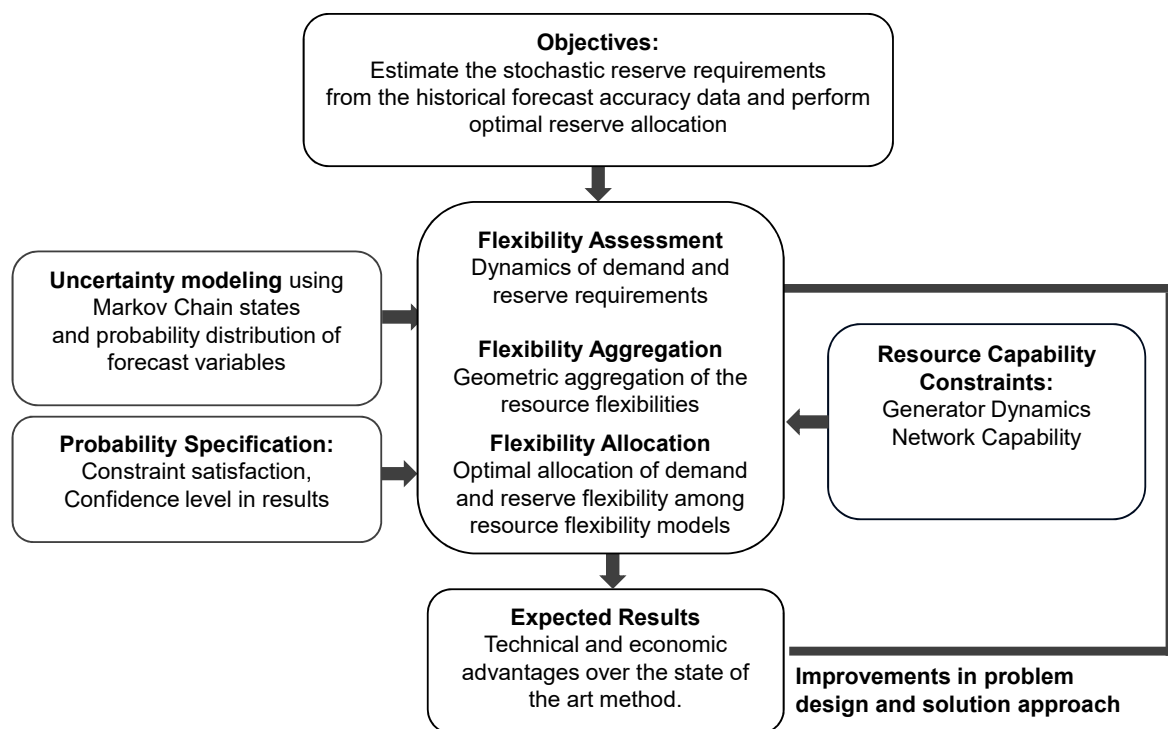 Objectives:
Estimate the stochastic reserve requirements
from the historical forecast accuracy data and perform
optimal reserve allocation
Flexibility Assessment
Dynamics of demand and
reserve requirements
Flexibility Aggregation
Geometric aggregation of the
resource flexibilities
Flexibility Allocation
Optimal allocation of demand
and reserve flexibility among
resource flexibility models
Uncertainty modeling using
Markov Chain states
and probability distribution of
forecast variables
Probability Specification:
Constraint satisfaction,
Confidence level in results
Resource Capability
Constraints:
Generator Dynamics
Network Capability
Expected Results
Technical and economic
advantages over the state of
the art method.
Improvements in problem
design and solution approach